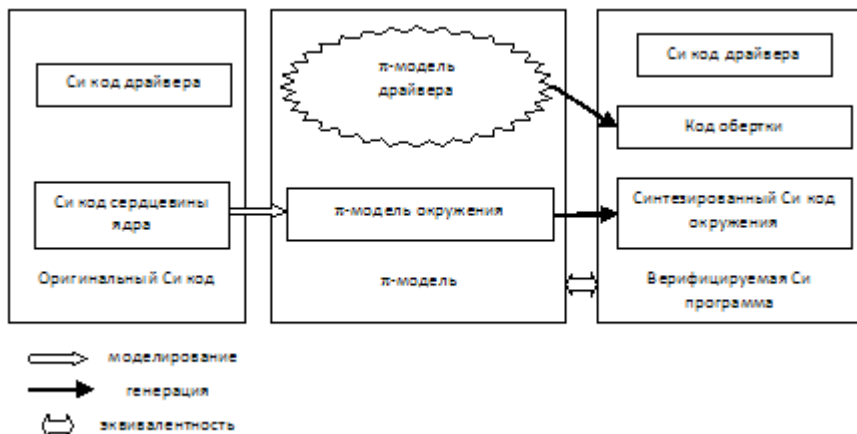 Си код драйвера
Си код сердцевины
ядра
Оригинальный Си код
π-модель
драйвера
π-модель окружения
π-модель
Си код драйвера
Код обертки
Синтезированный Си код
окружения
Верифицируемая Си
программа
моделирование
генерация
эквивалентность